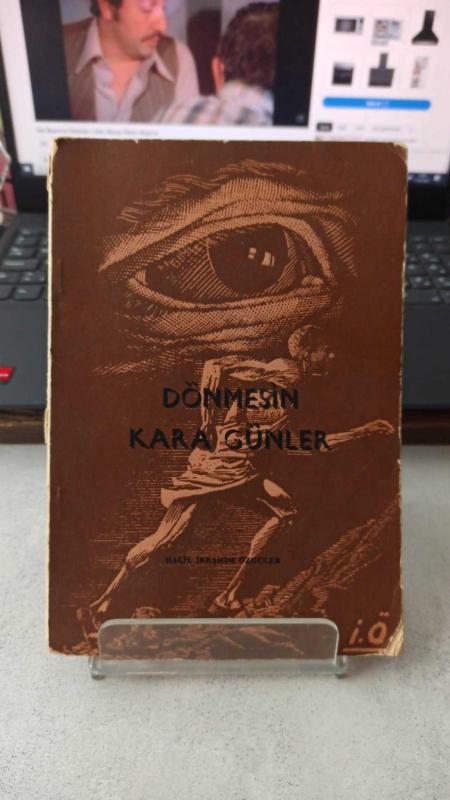 DÖNMESİN
KARA GÜNLER
HALİL İBRAHİM ÖZGÜLER
İ.Ö